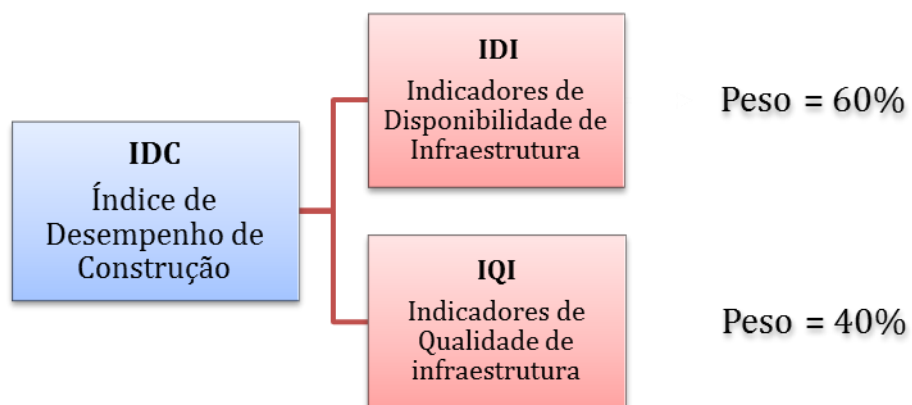 IDC
Índice de
Desempenho de
Construção
IDI
Indicadores de
Disponibilidade de
Infraestrutura
Peso = 60%
IQI
Indicadores de
Qualidade de
infraestrutura
Peso = 40%